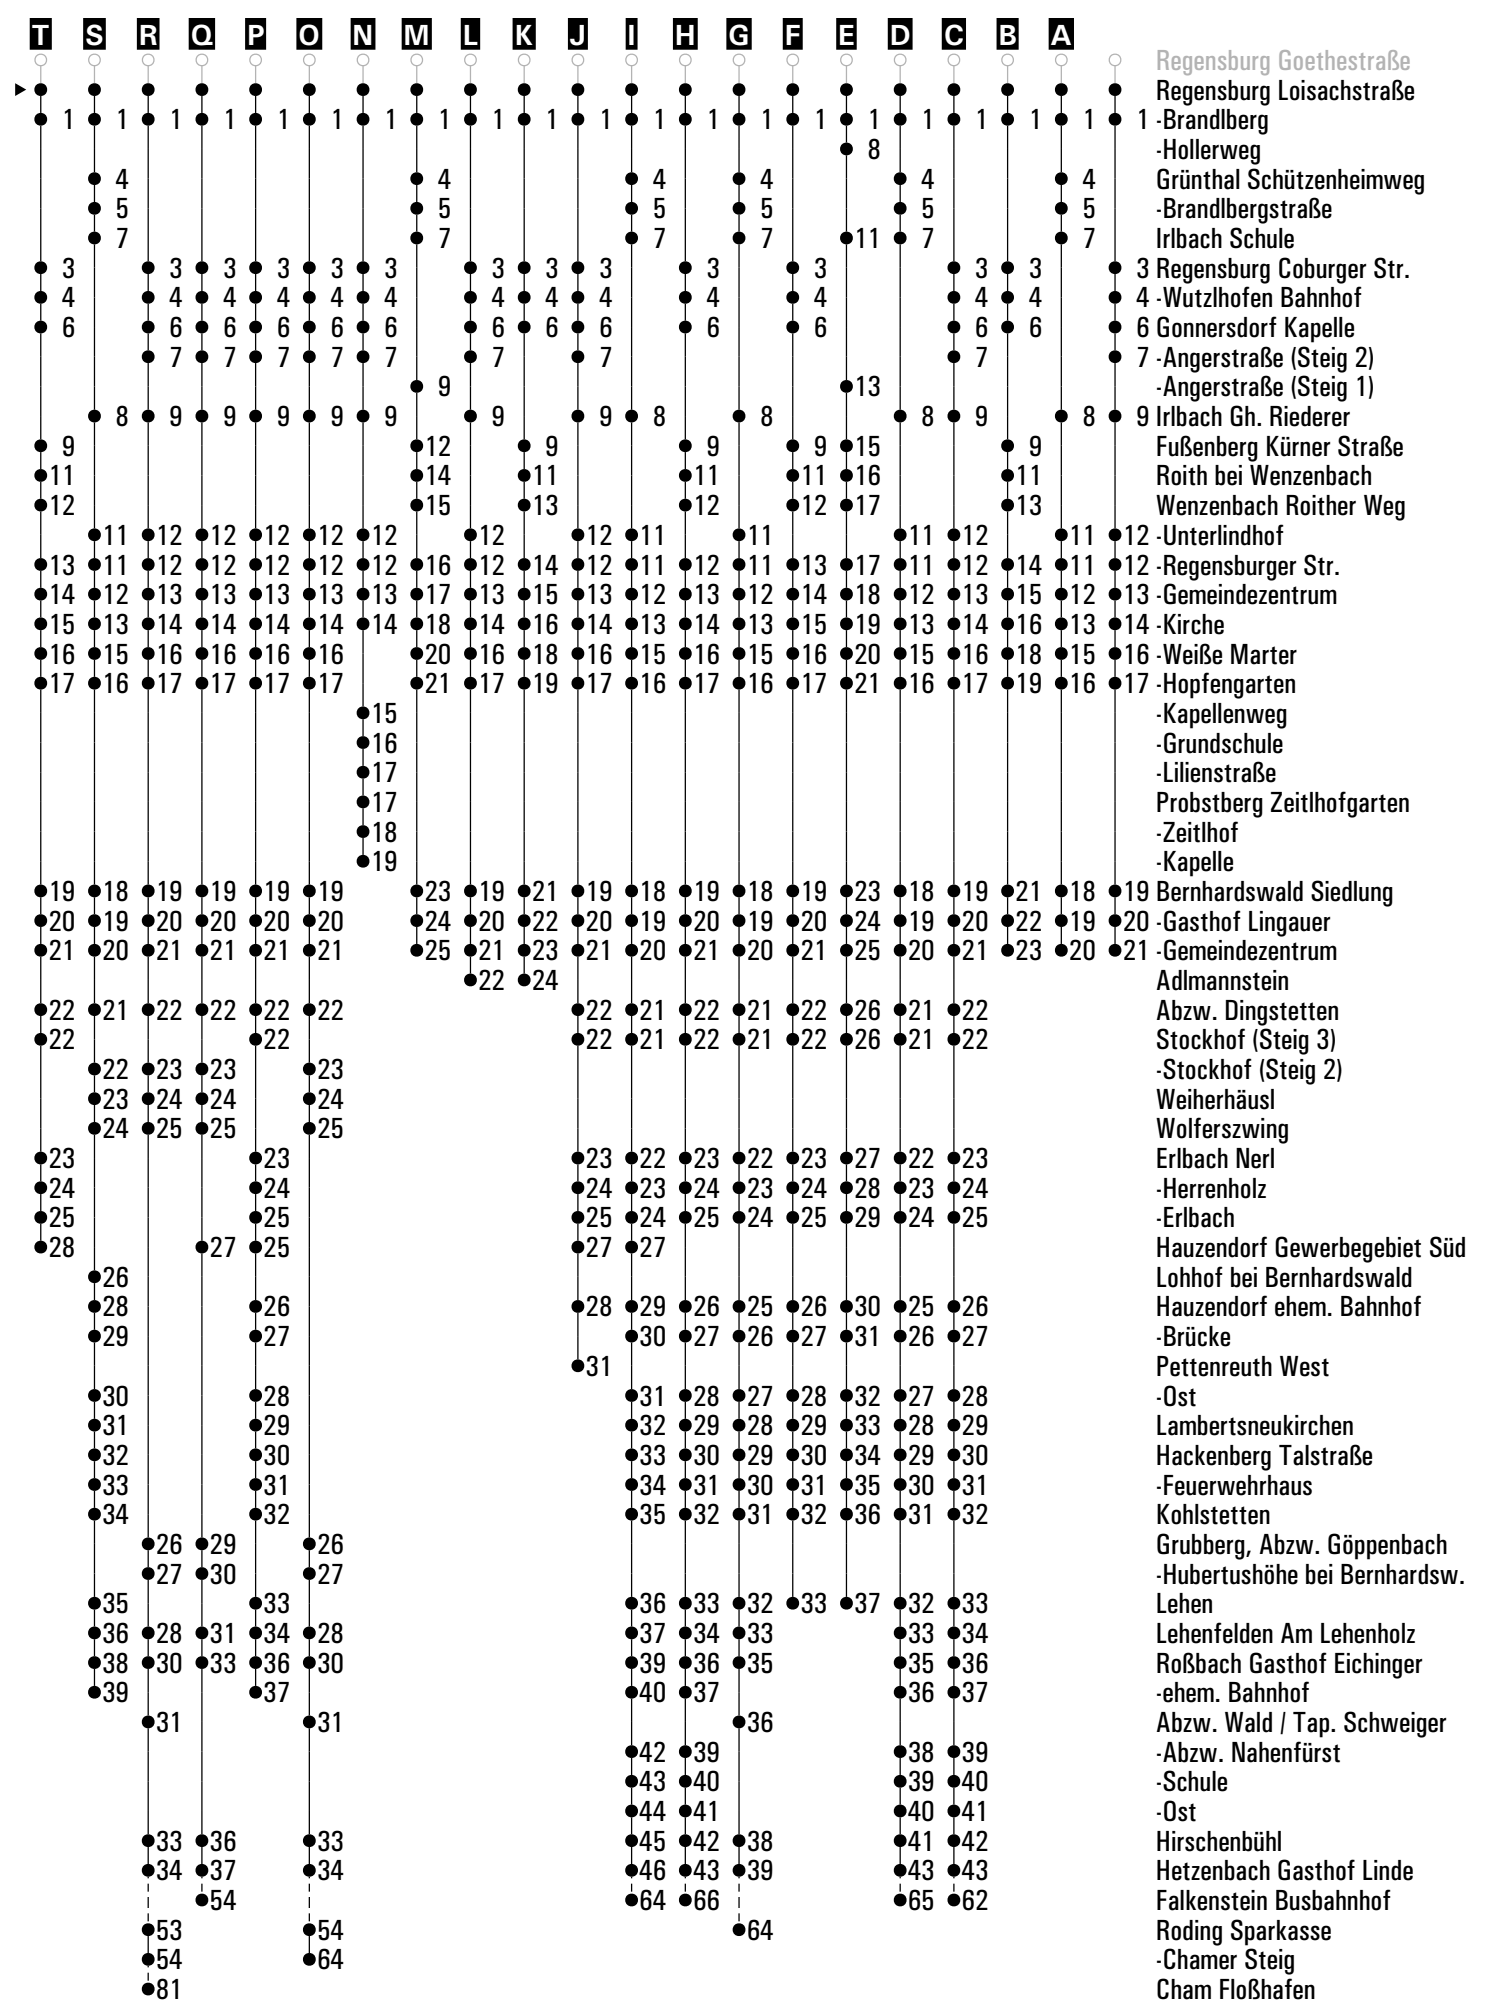 T S R Q P O N M L K J I H G F E D C B A
Regensburg Goethestraße
Regensburg Loisachstraße
1 1 1 1 1 1 1 1 1 1 1 1 1 1 1 1 1 1 1 1 1 -Brandlberg
8 -Hollerweg
4 4 4 4 4 4 Grünthal Schützenheimweg
5 5 5 5 5 5 -Brandlbergstraße
7 7 7 7 11 7 7 Irlbach Schule
3 3 3 3 3 3 3 3 3 3 3 3 3 3 Regensburg Coburger Str.
4 4 4 4 4 4 4 4 4 4 4 4 4 4 -Wutzlhofen Bahnhof
6 6 6 6 6 6 6 6 6 6 6 6 6 6 Gonnersdorf Kapelle
7 7 7 7 7 7 7 7 7 -Angerstraße (Steig 2)
9 13 -Angerstraße (Steig 1)
8 9 9 9 9 9 9 9 8 8 8 9 8 9 Irlbach Gh. Riederer
9 12 9 9 9 15 9 Fußenberg Kürner Straße
11 14 11 11 11 16 11 Roith bei Wenzenbach
12 15 13 12 12 17 13 Wenzenbach Roither Weg
11 12 12 12 12 12 12 12 11 11 11 12 11 12 -Unterlindhof
13 11 12 12 12 12 12 16 12 14 12 11 12 11 13 17 11 12 14 11 12 -Regensburger Str.
14 12 13 13 13 13 13 17 13 15 13 12 13 12 14 18 12 13 15 12 13 -Gemeindezentrum
15 13 14 14 14 14 14 18 14 16 14 13 14 13 15 19 13 14 16 13 14 -Kirche
16 15 16 16 16 16 20 16 18 16 15 16 15 16 20 15 16 18 15 16 -Weiße Marter
17 16 17 17 17 17 21 17 19 17 16 17 16 17 21 16 17 19 16 17 -Hopfengarten
15 -Kapellenweg
16 -Grundschule
17 -Lilienstraße
17 Probstberg Zeitlhofgarten
18 -Zeitlhof
19 -Kapelle
19 18 19 19 19 19 23 19 21 19 18 19 18 19 23 18 19 21 18 19 Bernhardswald Siedlung
20 19 20 20 20 20 24 20 22 20 19 20 19 20 24 19 20 22 19 20 -Gasthof Lingauer
21 20 21 21 21 21 25 21 23 21 20 21 20 21 25 20 21 23 20 21 -Gemeindezentrum
22 24 Adlmannstein
22 21 22 22 22 22 22 21 22 21 22 26 21 22 Abzw. Dingstetten
22 22 22 21 22 21 22 26 21 22 Stockhof (Steig 3)
22 23 23 23 -Stockhof (Steig 2)
23 24 24 24 Weiherhäusl
24 25 25 25 Wolferszwing
23 23 23 22 23 22 23 27 22 23 Erlbach Nerl
24 24 24 23 24 23 24 28 23 24 -Herrenholz
25 25 25 24 25 24 25 29 24 25 -Erlbach
28 27 25 27 27 Hauzendorf Gewerbegebiet Süd
26 Lohhof bei Bernhardswald
28 26 28 29 26 25 26 30 25 26 Hauzendorf ehem. Bahnhof
29 27 30 27 26 27 31 26 27 -Brücke
31 Pettenreuth West
30 28 31 28 27 28 32 27 28 -Ost
31 29 32 29 28 29 33 28 29 Lambertsneukirchen
32 30 33 30 29 30 34 29 30 Hackenberg Talstraße
33 31 34 31 30 31 35 30 31 -Feuerwehrhaus
34 32 35 32 31 32 36 31 32 Kohlstetten
26 29 26 Grubberg, Abzw. Göppenbach
27 30 27 -Hubertushöhe bei Bernhardsw.
35 33 36 33 32 33 37 32 33 Lehen
36 28 31 34 28 37 34 33 33 34 Lehenfelden Am Lehenholz
38 30 33 36 30 39 36 35 35 36 Roßbach Gasthof Eichinger
39 37 40 37 36 37 -ehem. Bahnhof
31 31 36 Abzw. Wald / Tap. Schweiger
42 39 38 39 -Abzw. Nahenfürst
43 40 39 40 -Schule
44 41 40 41 -Ost
33 36 33 45 42 38 41 42 Hirschenbühl
34 37 34 46 43 39 43 43 Hetzenbach Gasthof Linde
54 64 66 65 62 Falkenstein Busbahnhof
53 54 64 Roding Sparkasse
54 64 -Chamer Steig
81 Cham Floßhafen